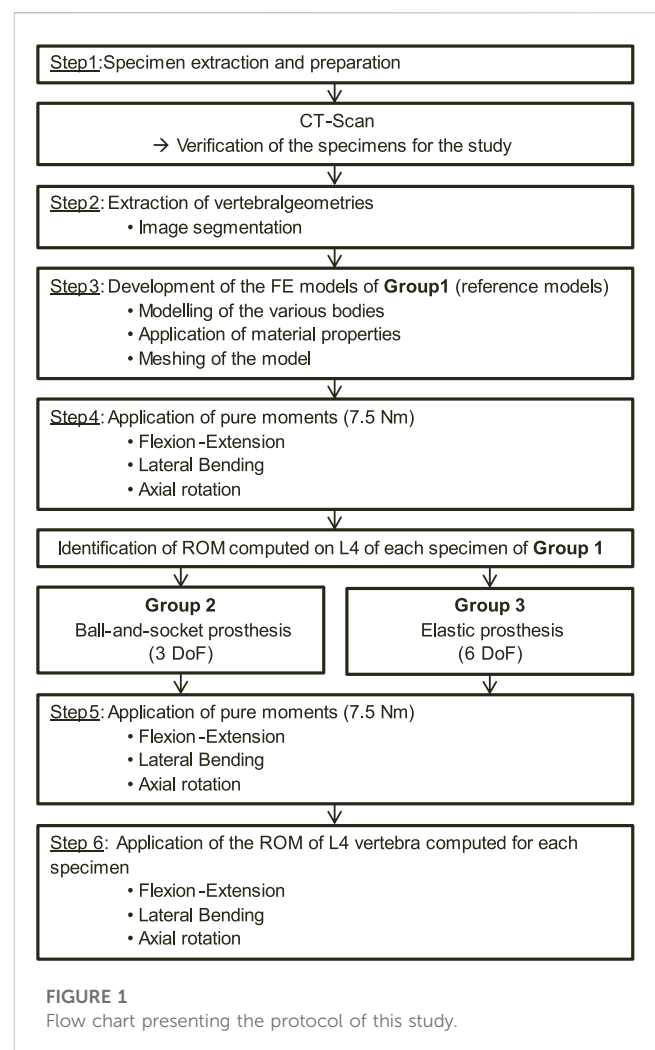 Step1:Specimen extraction and preparation
CT-Scan
→ Verification of the specimens for the study
Step2: Extraction of vertebralgeometries
• Image segmentation
Step3: Development of the FE models of Group1 (reference models)
• Modelling of the various bodies
• Application of material properties
• Meshing of the model
Step4: Application of pure moments (7.5 Nm)
• Flexion-Extension
• Lateral Bending
• Axial rotation
Identification of ROM computed on L4 of each specimen of Group 1
Group 2
Ball-and-socket prosthesis
(3 DoF)
Group 3
Elastic prosthesis
(6 DoF)
Step5: Application of pure moments (7.5 Nm)
• Flexion-Extension
• Lateral Bending
• Axial rotation
Step 6: Application of the ROM of L4 vertebra computed for each
specimen
• Flexion-Extension
• Lateral Bending
• Axial rotation
FIGURE 1
Flow chart presenting the protocol of this study.